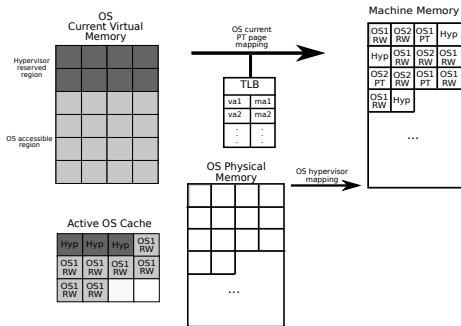 OS
Current Virtual
Memory
Hypervisor
reserved
region
OS accessible
region
OS current
PT page
mapping
TLB
va1 ma1
va2 ma2
. .
. .
. .
Machine Memory
OS1 RW OS2 RW OS1 PT Hyp
Hyp OS1 RW OS2 RW OS1 RW
OS2 PT OS2 RW OS1 PT OS1 RW
OS1 RW Hyp
...
OS Physical
Memory
...
OS hypervisor
mapping
Active OS Cache
Hyp Hyp Hyp OS1 RW
OS1 RW OS1 RW OS1 RW OS1 RW
OS1 RW OS1 RW